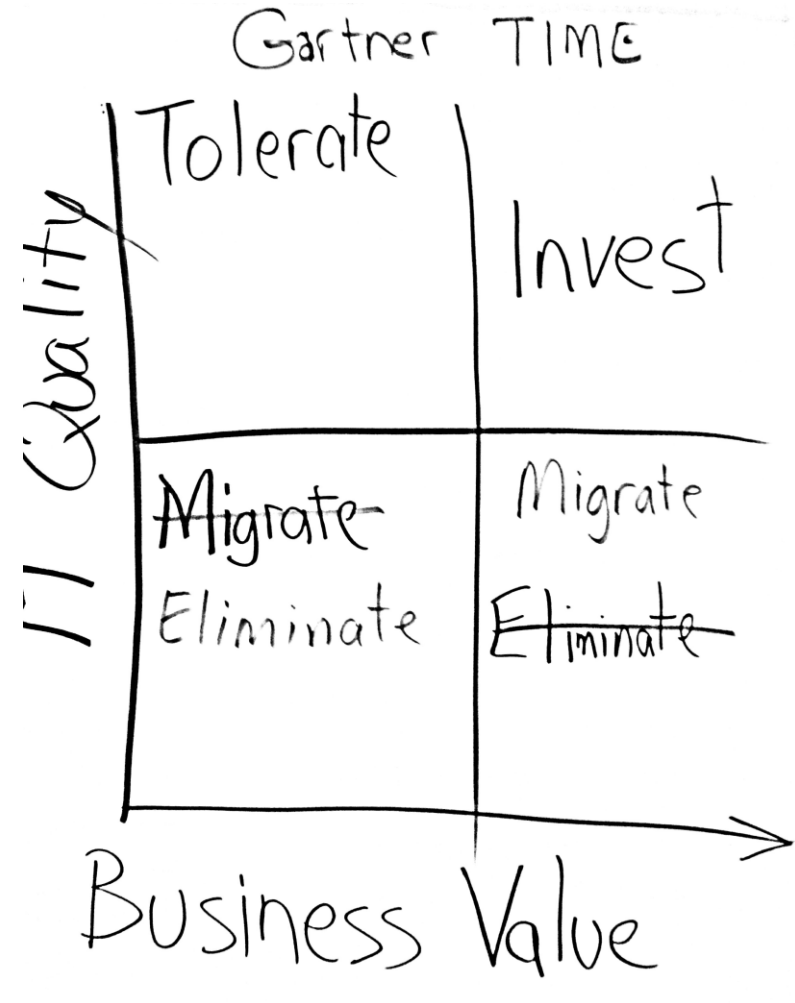 Gartner TIME
Tolerate
Invest
IT Quality
Migrate
Migrate
Eliminate
Eliminate
Business Value